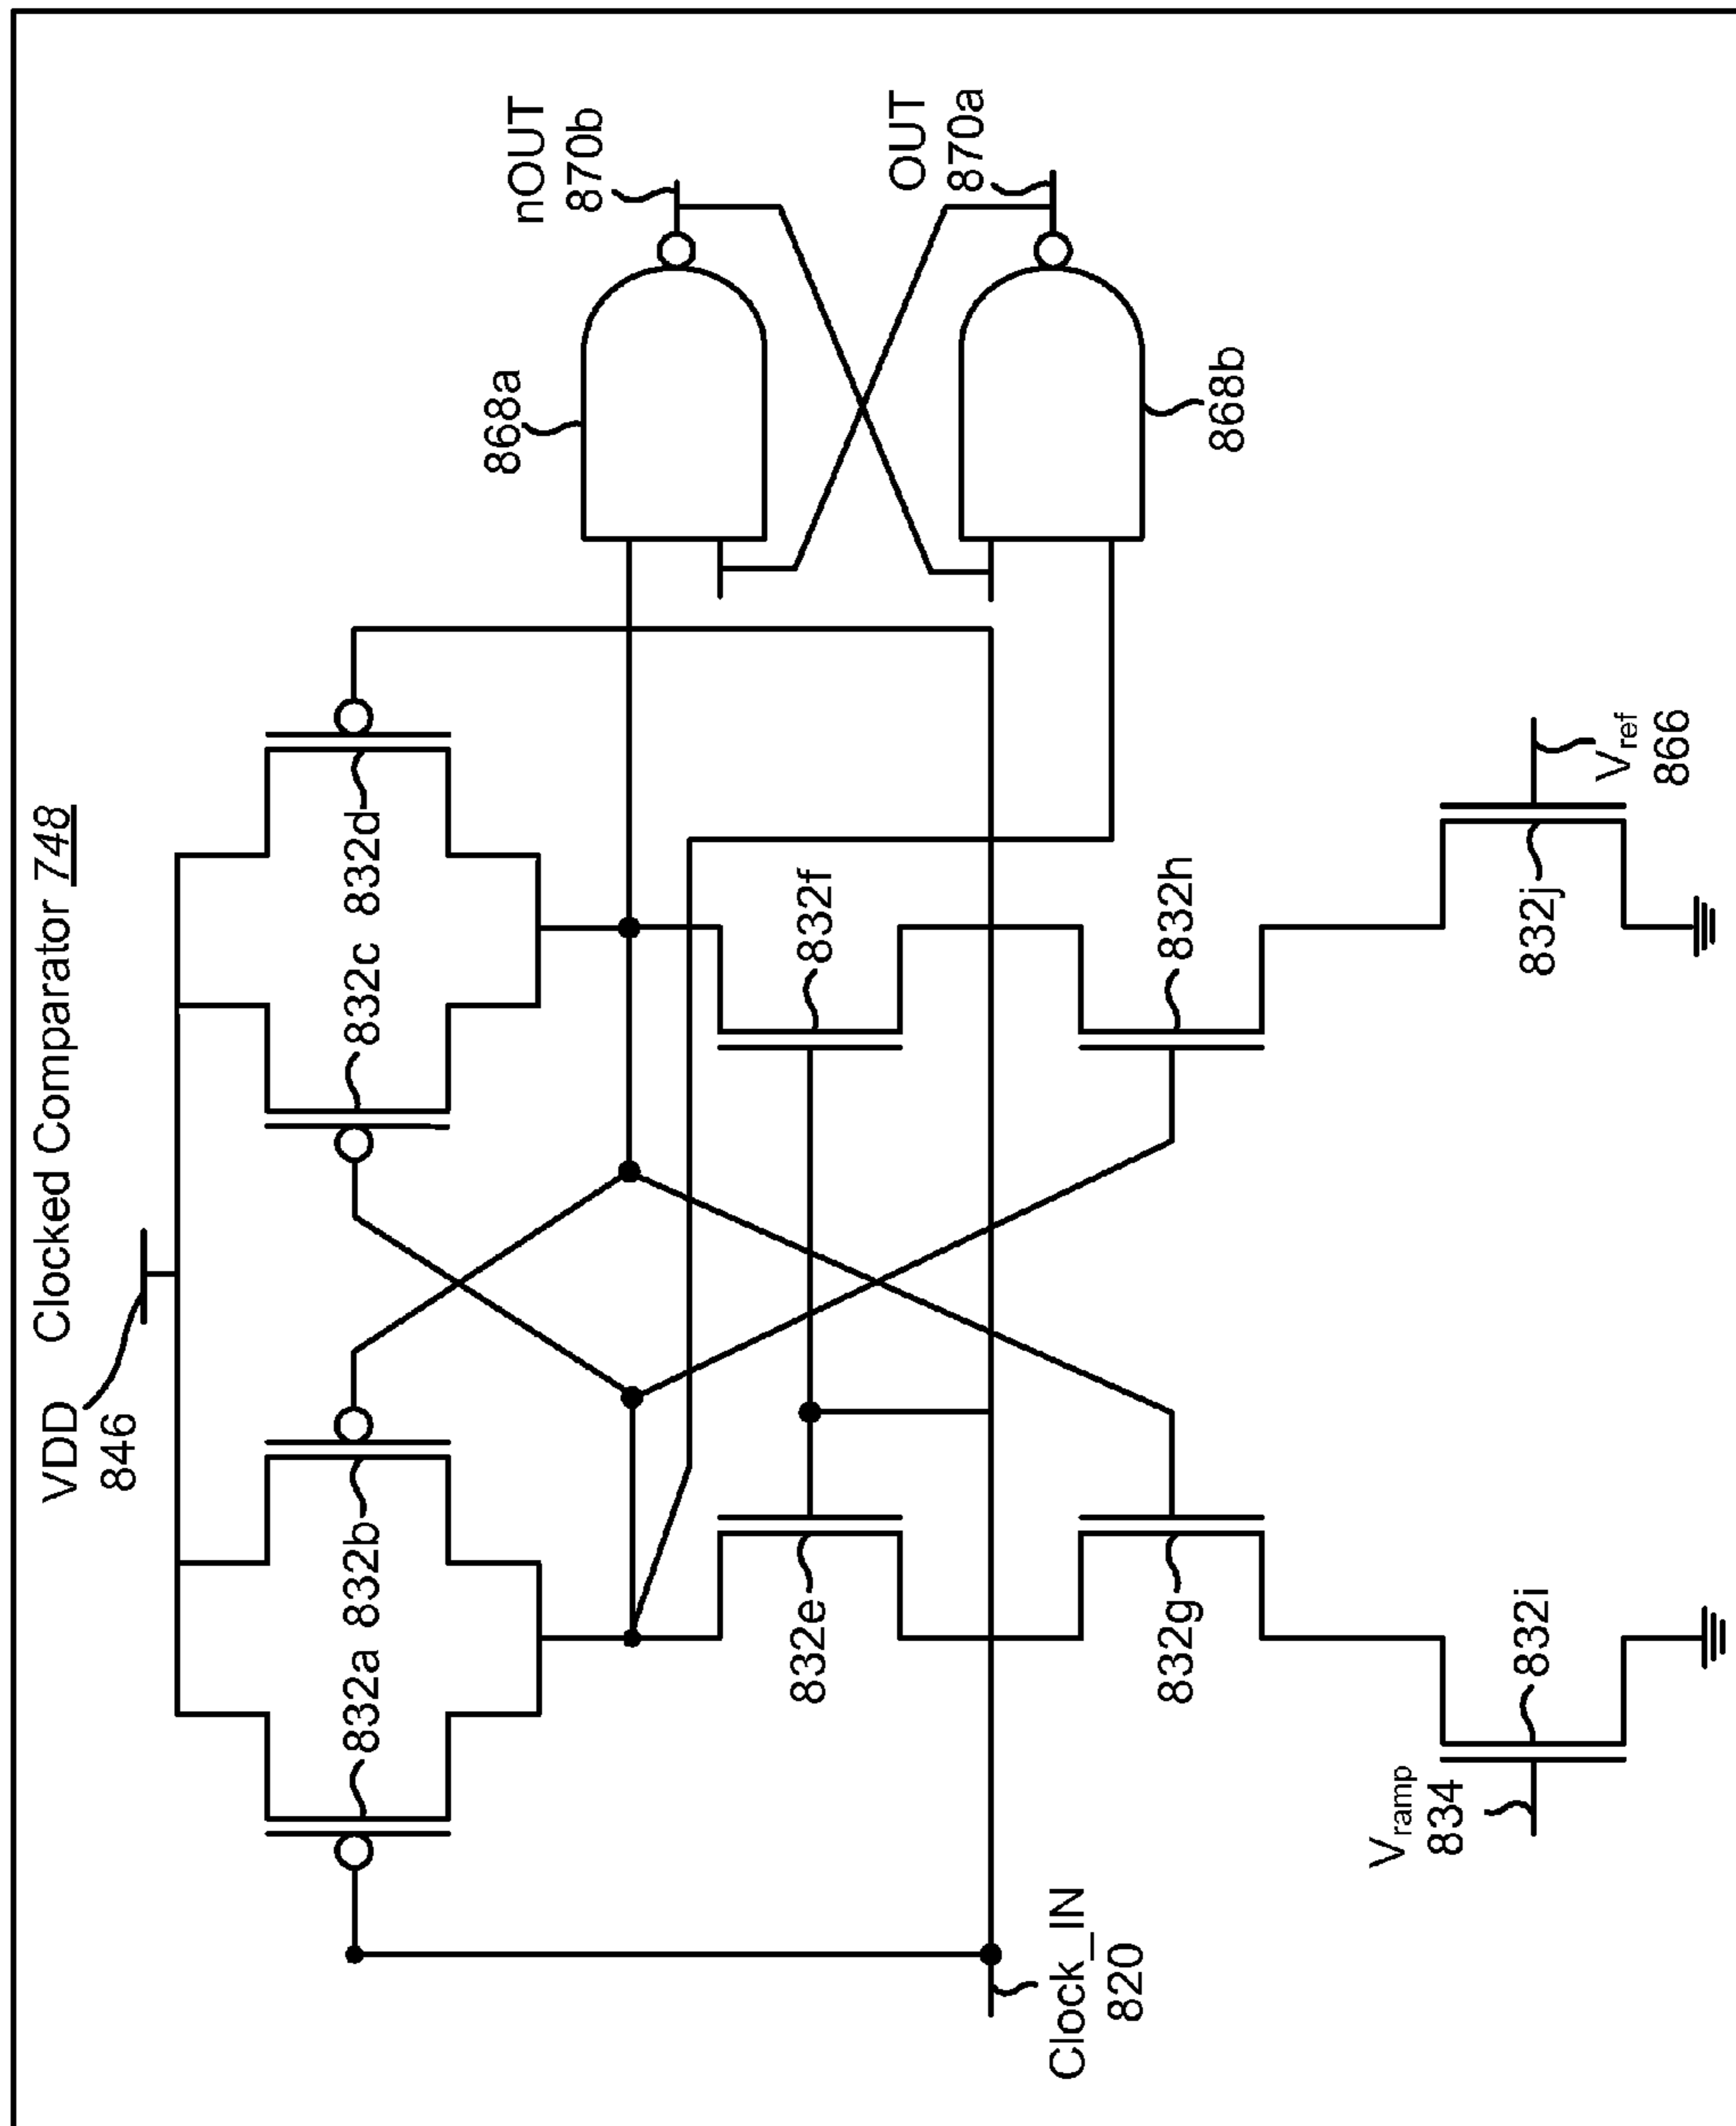 Clocked Comparator 748
VDD
846
832a
832b
832c
832d
868a
nOUT
870b
OUT
870a
868b
832e
832f
832g
832h
Clock_IN
820
Vramp
834
832i
832j
Vref
866